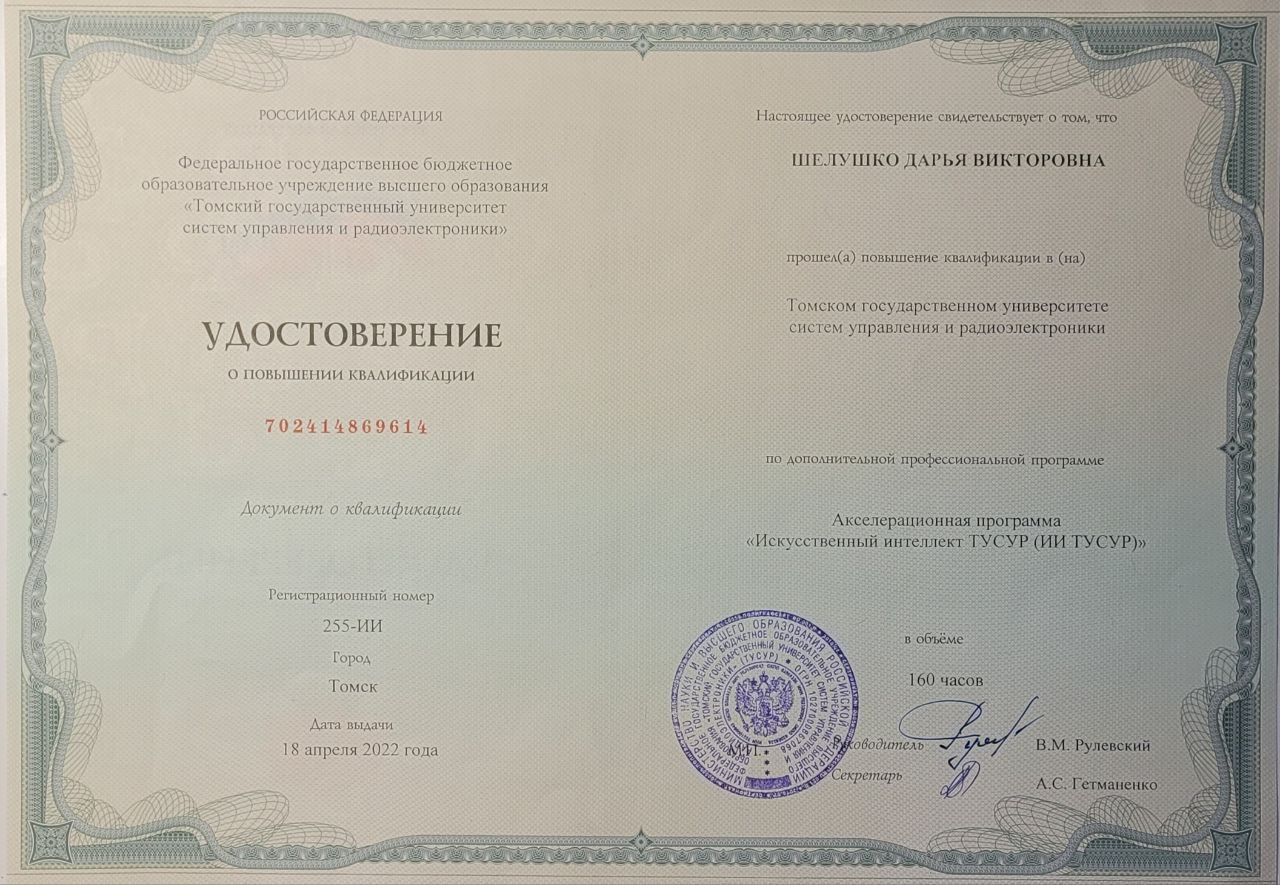 РОССИЙСКАЯ ФЕДЕРАЦИЯ
Федеральное государственное бюджетное
образовательное учреждение высшего образования
«Томский государственный университет
систем управления и радиоэлектроники»
УДОСТОВЕРЕНИЕ
О ПОВЫШЕНИИ КВАЛИФИКАЦИИ
702414869614
Документ о квалификации
Регистрационный номер
255-ИИ
Город
Томск
Дата выдачи
18 апреля 2022 года
Настоящее удостоверение свидетельствует о том, что
ШЕЛУШКО ДАРЬЯ ВИКТОРОВНА
прошел(а) повышение квалификации в (на)
Томском государственном университете
систем управления и радиоэлектроники
по дополнительной профессиональной программе
Акселерационная программа
«Искусственный интеллект ТУСУР (ИИ ТУСУР)»
в объёме
160 часов
М.П.
Руководитель
В.М. Рулевский
Секретарь
А.С. Гетманенко
МИНИСТЕРСТВО НАУКИ И ВЫСШЕГО ОБРАЗОВАНИЯ РОССИЙСКОЙ ФЕДЕРАЦИИ
ФЕДЕРАЛЬНОЕ ГОСУДАРСТВЕННОЕ БЮДЖЕТНОЕ ОБРАЗОВАТЕЛЬНОЕ УЧРЕЖДЕНИЕ ВЫСШЕГО
ОБРАЗОВАНИЯ «ТОМСКИЙ ГОСУДАРСТВЕННЫЙ УНИВЕРСИТЕТ СИСТЕМ УПРАВЛЕНИЯ И
РАДИОЭЛЕКТРОНИКИ» (ТУСУР) * ОГРН